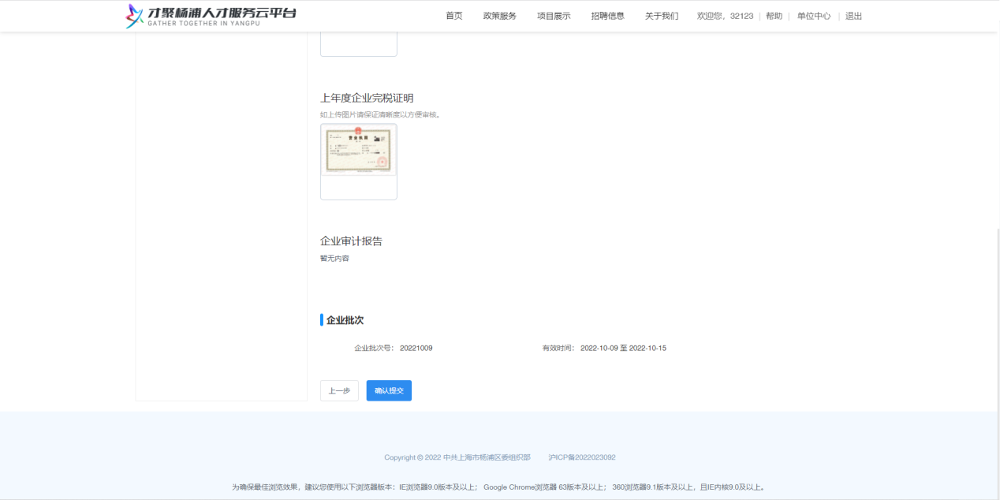 才聚杨浦人才服务云平台
GATHER TOGETHER IN YANGPU
首页 政策服务 项目展示 招聘信息 关于我们 欢迎您，32123 | 帮助 | 单位中心 | 退出
上年度企业完税证明
如上传图片请保证清晰度以方便审核。
营业执照
企业审计报告
暂无内容
企业批次
企业批次号： 20221009 有效时间： 2022-10-09 至 2022-10-15
上一步 确认提交
Copyright © 2022 中共上海市杨浦区委组织部 沪ICP备2022023092
为确保最佳浏览效果，建议您使用以下浏览器版本：IE浏览器9.0版本及以上； Google Chrome浏览器 63版本及以上； 360浏览器9.1版本及以上，且IE内核9.0及以上。